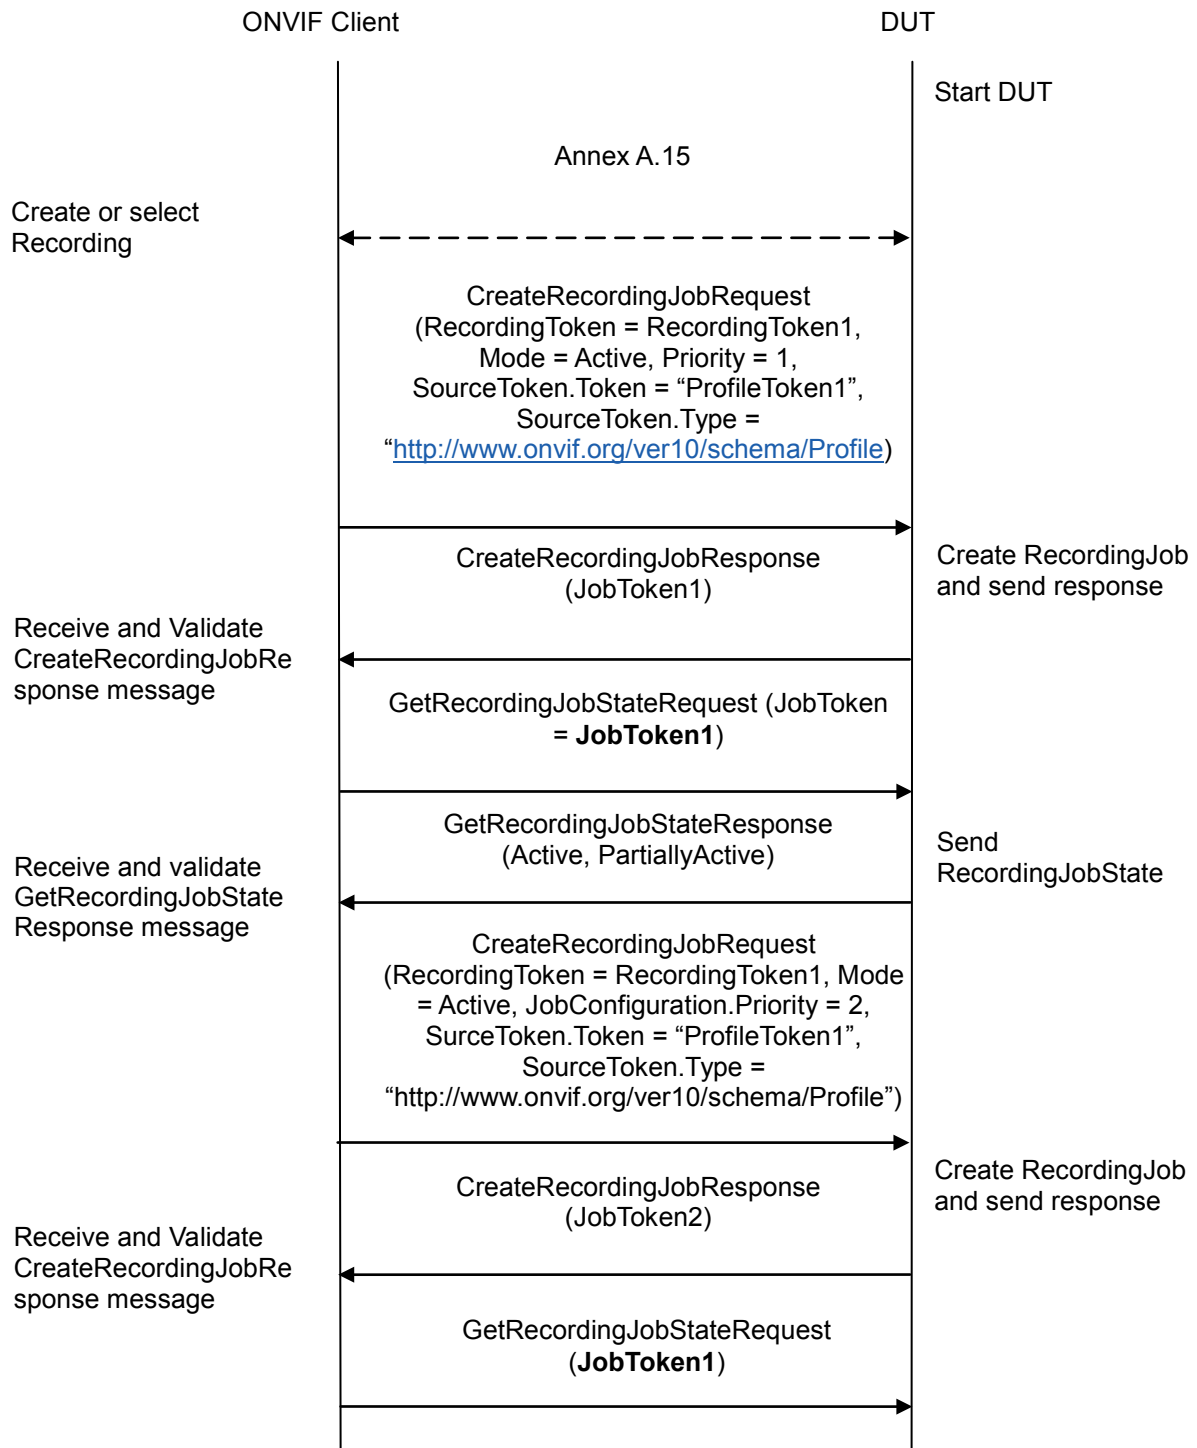 ONVIF Client
DUT
Start DUT
Annex A.15
Create or select
Recording
CreateRecordingJobRequest
(RecordingToken = RecordingToken1,
Mode = Active, Priority = 1,
SourceToken.Token = “ProfileToken1”,
SourceToken.Type =
“http://www.onvif.org/ver10/schema/Profile)
CreateRecordingJobResponse
(JobToken1)
Create RecordingJob
and send response
Receive and Validate
CreateRecordingJobRe
sponse message
GetRecordingJobStateRequest (JobToken
= JobToken1)
GetRecordingJobStateResponse
(Active, PartiallyActive)
Send
RecordingJobState
Receive and validate
GetRecordingJobState
Response message
CreateRecordingJobRequest
(RecordingToken = RecordingToken1, Mode
= Active, JobConfiguration.Priority = 2,
SurceToken.Token = “ProfileToken1”,
SourceToken.Type =
“http://www.onvif.org/ver10/schema/Profile”)
CreateRecordingJobResponse
(JobToken2)
Create RecordingJob
and send response
Receive and Validate
CreateRecordingJobRe
sponse message
GetRecordingJobStateRequest
(JobToken1)